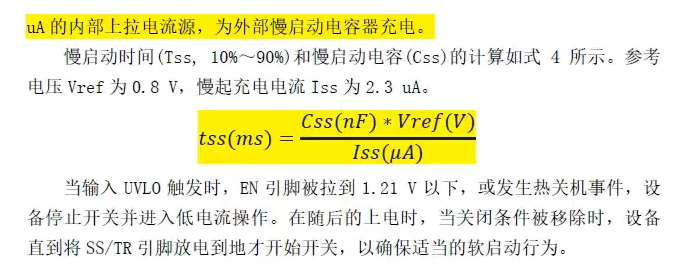 uA 的内部上拉电流源，为外部慢启动电容器充电。
慢启动时间(Tss, 10%～90%)和慢启动电容(Css)的计算如式 4 所示。参考
电压 Vref 为 0.8 V，慢起充电电流 Iss 为 2.3 uA。
tss(ms) = Css(nF) * Vref(V) / Iss(μA)
当输入 UVLO 触发时，EN 引脚被拉到 1.21 V 以下，或发生热关机事件，设
备停止开关并进入低电流操作。在随后的上电时，当关闭条件被移除时，设备
直到将 SS/TR 引脚放电到地才开始开关，以确保适当的软启动行为。